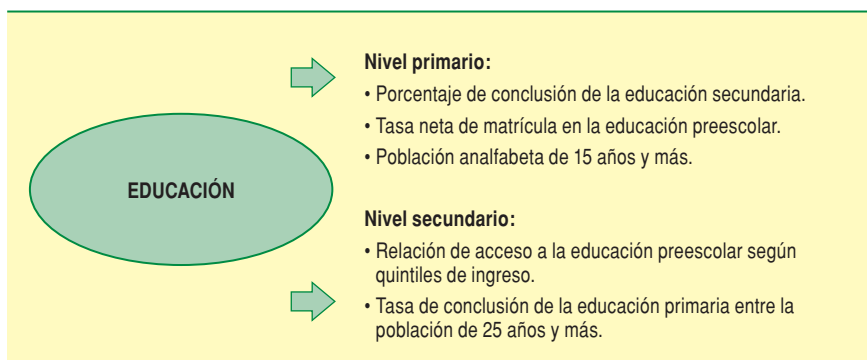 EDUCACIÓN
Nivel primario:
• Porcentaje de conclusión de la educación secundaria.
• Tasa neta de matrícula en la educación preescolar.
• Población analfabeta de 15 años y más.
Nivel secundario:
• Relación de acceso a la educación preescolar según
quintiles de ingreso.
• Tasa de conclusión de la educación primaria entre la
población de 25 años y más.